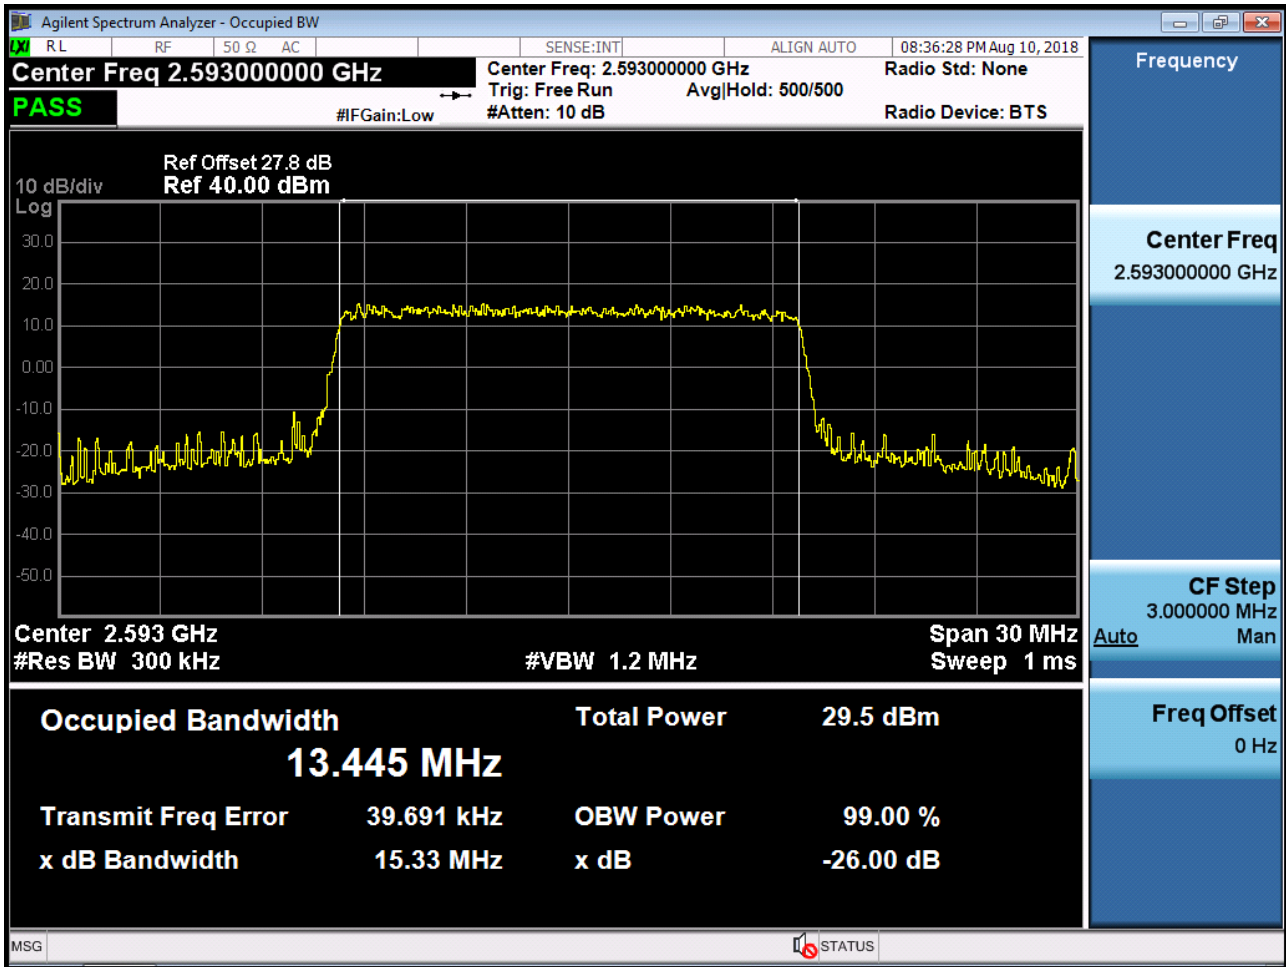 Agilent Spectrum Analyzer - Occupied BW
LXI RL RF 50 Ω AC SENSE:INT ALIGN AUTO 08:36:28 PM Aug 10, 2018
Center Freq 2.593000000 GHz
Center Freq: 2.593000000 GHz
Radio Std: None
Trig: Free Run
Avg|Hold: 500/500
PASS
#IFGain:Low
#Atten: 10 dB
Radio Device: BTS
Ref Offset 27.8 dB
10 dB/div
Ref 40.00 dBm
Log
30.0
20.0
10.0
0.00
-10.0
-20.0
-30.0
-40.0
-50.0
Center 2.593 GHz
Span 30 MHz
#Res BW 300 kHz
#VBW 1.2 MHz
Sweep 1 ms
Occupied Bandwidth
13.445 MHz
Total Power 29.5 dBm
Transmit Freq Error 39.691 kHz
OBW Power 99.00 %
x dB Bandwidth 15.33 MHz
x dB -26.00 dB
MSG
STATUS
Frequency
Center Freq
2.593000000 GHz
CF Step
3.000000 MHz
Auto Man
Freq Offset
0 Hz